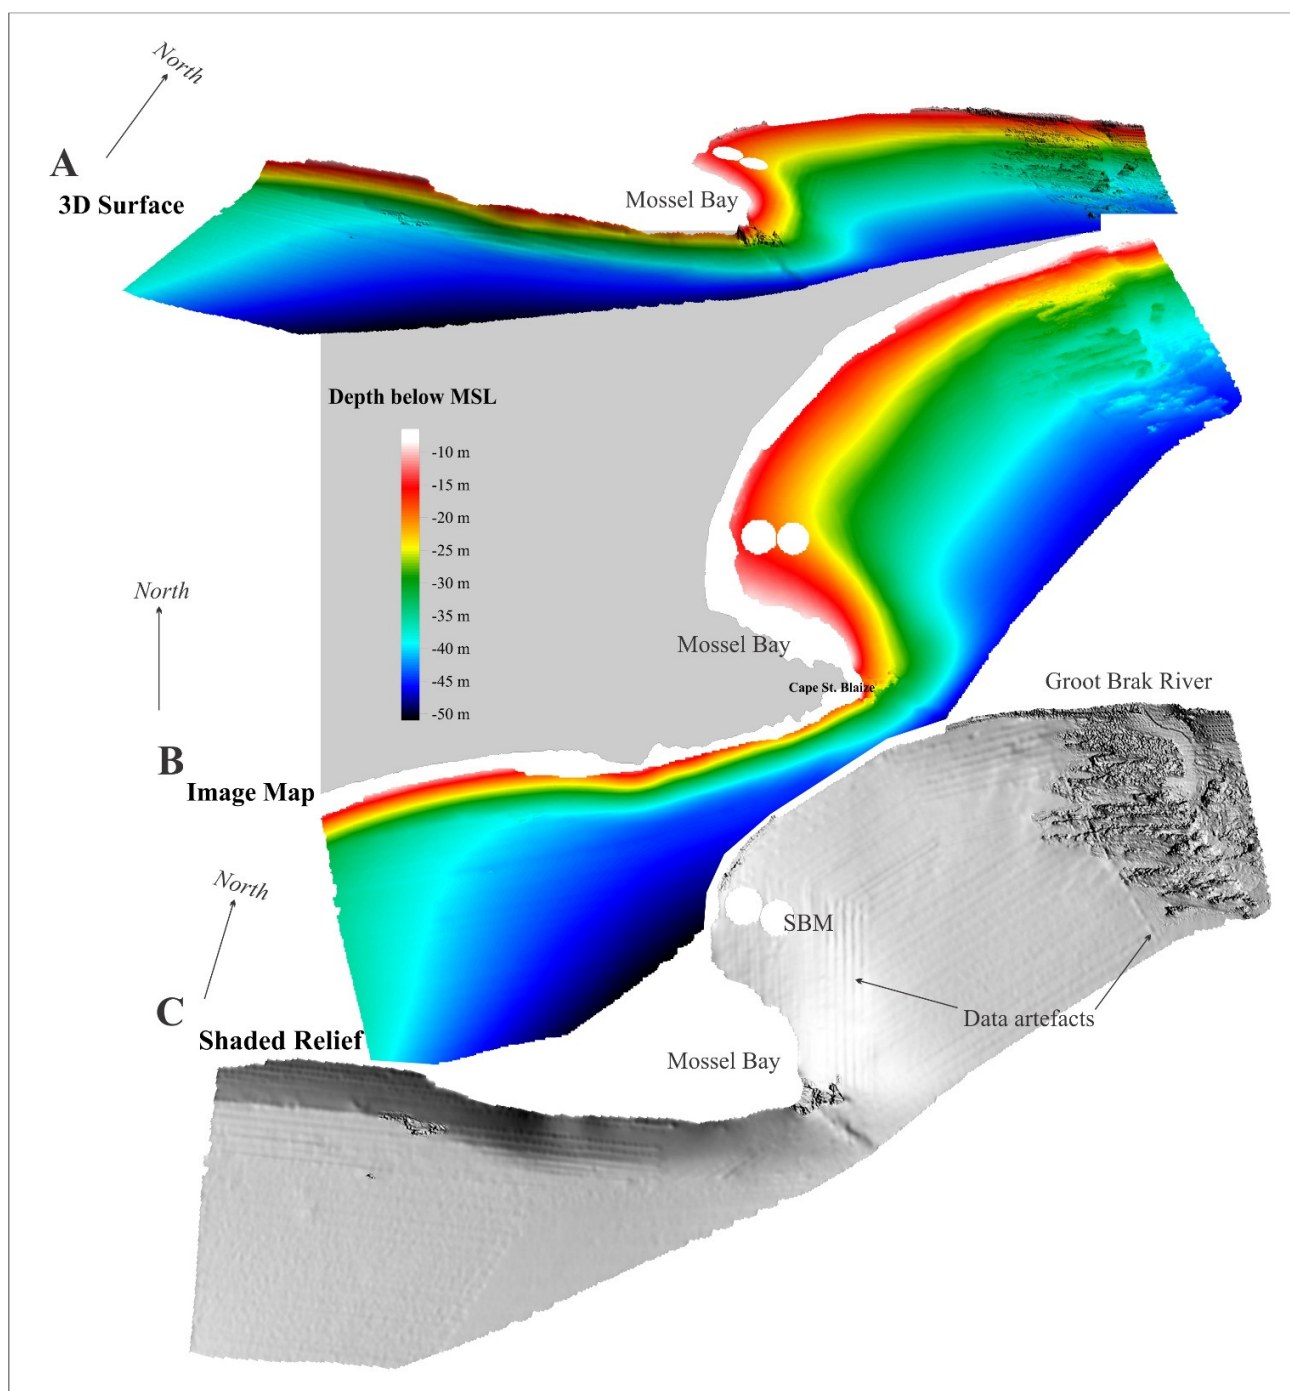 North
A
3D Surface
Mossel Bay
Depth below MSL
-10 m
-15 m
-20 m
-25 m
-30 m
-35 m
-40 m
-45 m
-50 m
North
Mossel Bay
Cape St. Blaize
B
Image Map
Groot Brak River
North
SBM
C
Shaded Relief
Data artefacts
Mossel Bay